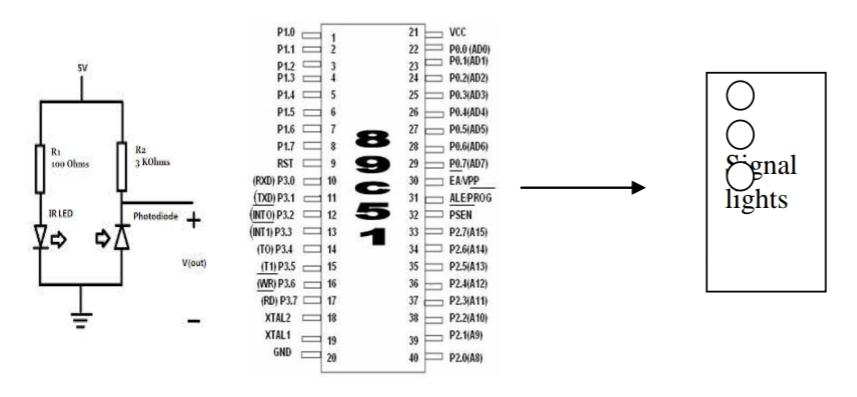 5V
R1
100 Ohms
R2
3 KOhms
IR LED
Photodiode
+
V(out)
–
P1.0 1
P1.1 2
P1.2 3
P1.3 4
P1.4 5
P1.5 6
P1.6 7
P1.7 8
RST 9
(RXD) P3.0 10
(TXD) P3.1 11
(INT0) P3.2 12
(INT1) P3.3 13
(T0) P3.4 14
(T1) P3.5 15
(WR) P3.6 16
(RD) P3.7 17
XTAL2 18
XTAL1 19
GND 20
89C51
21 VCC
22 P0.0 (AD0)
23 P0.1(AD1)
24 P0.2(AD2)
25 P0.3(AD3)
26 P0.4(AD4)
27 P0.5(AD5)
28 P0.6(AD6)
29 P0.7(AD7)
30 EA/VPP
31 ALE/PROG
32 PSEN
33 P2.7(A15)
34 P2.6(A14)
35 P2.5(A13)
36 P2.4(A12)
37 P2.3(A11)
38 P2.2(A10)
39 P2.1(A9)
40 P2.0(A8)
Signal
lights